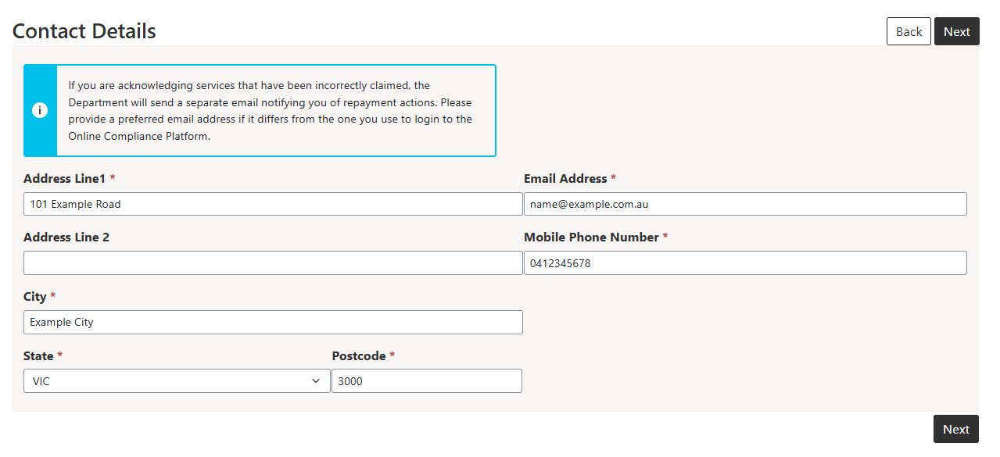 Contact Details
Back
Next
If you are acknowledging services that have been incorrectly claimed, the
Department will send a separate email notifying you of repayment actions. Please
provide a preferred email address if it differs from the one you use to login to the
Online Compliance Platform.
Address Line1 *
Email Address *
101 Example Road
name@example.com.au
Address Line 2
Mobile Phone Number *
0412345678
City *
Example City
State *
Postcode *
VIC
3000
Next